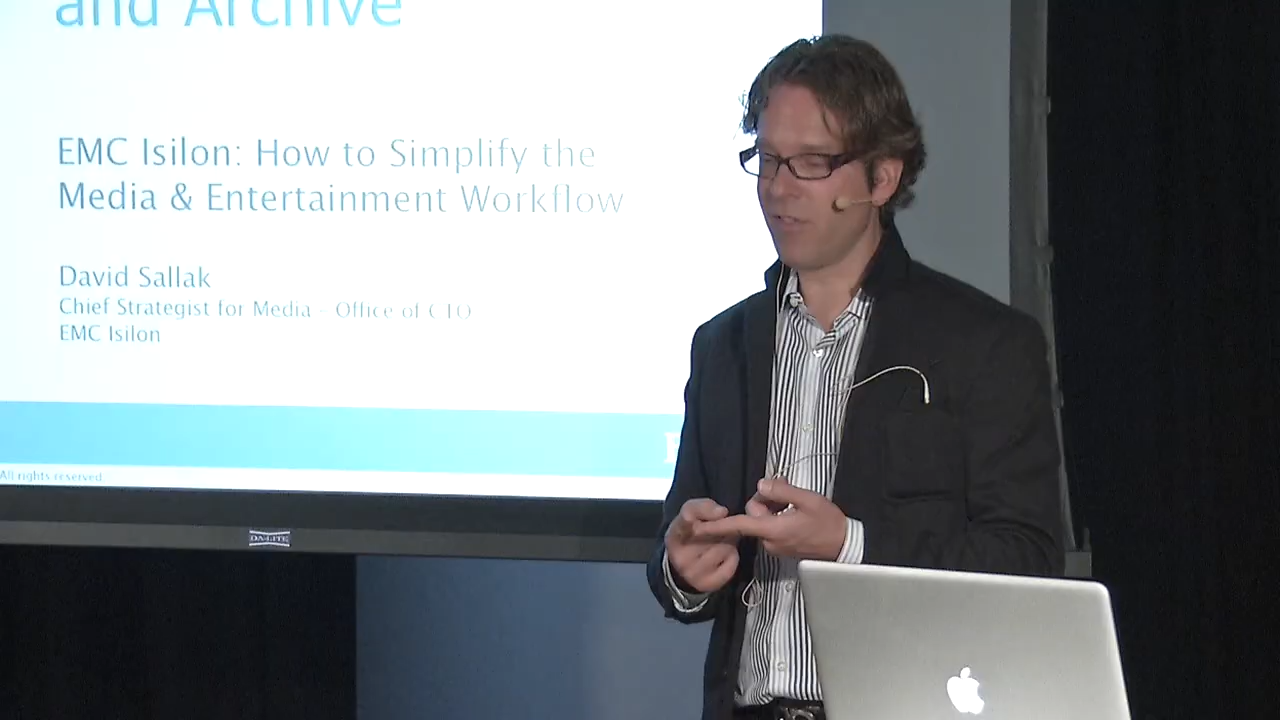 and Archive
EMC Isilon: How to Simplify the
Media & Entertainment Workflow
David Sallak
Chief Strategist for Media – Office of CTO
EMC Isilon
All rights reserved
DA-LITE